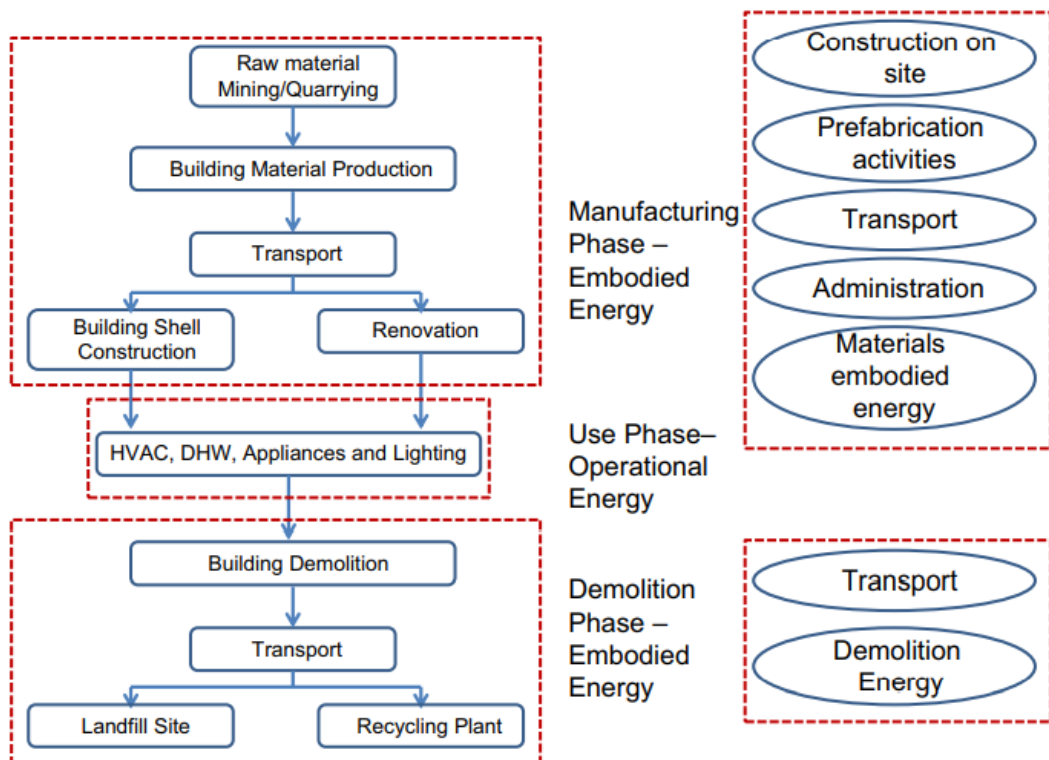 Raw material
Mining/Quarrying
Building Material Production
Transport
Building Shell
Construction
Renovation
HVAC, DHW, Appliances and Lighting
Building Demolition
Transport
Landfill Site
Recycling Plant
Manufacturing
Phase –
Embodied
Energy
Use Phase–
Operational
Energy
Demolition
Phase –
Embodied
Energy
Construction on
site
Prefabrication
activities
Transport
Administration
Materials
embodied
energy
Transport
Demolition
Energy